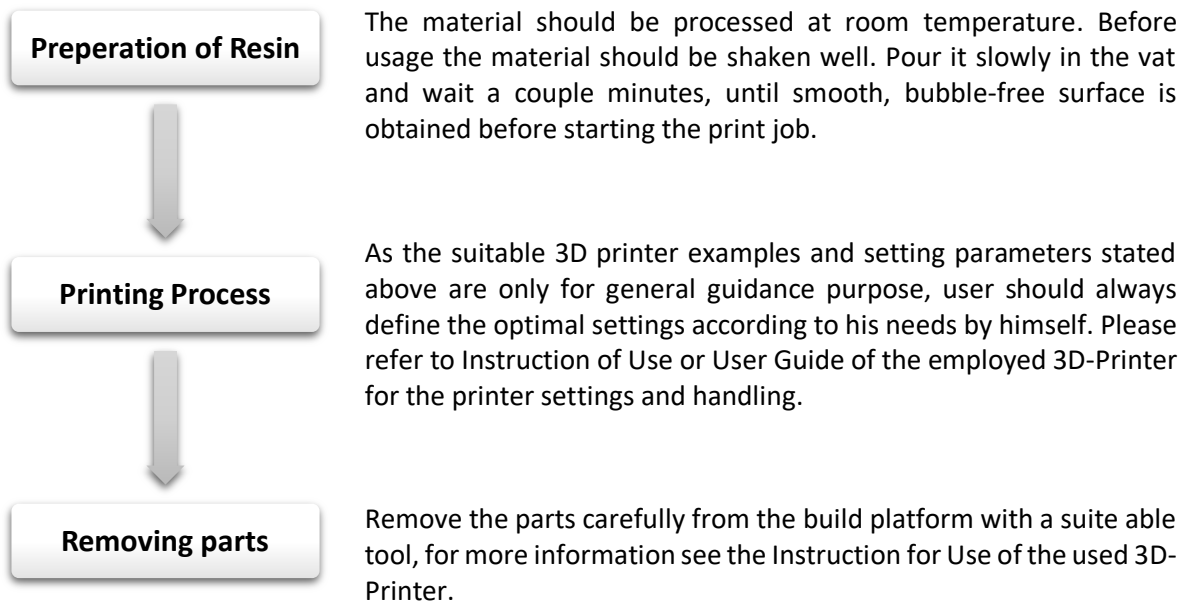 Preperation of Resin
The material should be processed at room temperature. Before
usage the material should be shaken well. Pour it slowly in the vat
and wait a couple minutes, until smooth, bubble-free surface is
obtained before starting the print job.
Printing Process
As the suitable 3D printer examples and setting parameters stated
above are only for general guidance purpose, user should always
define the optimal settings according to his needs by himself. Please
refer to Instruction of Use or User Guide of the employed 3D-Printer
for the printer settings and handling.
Removing parts
Remove the parts carefully from the build platform with a suite able
tool, for more information see the Instruction for Use of the used 3D-
Printer.